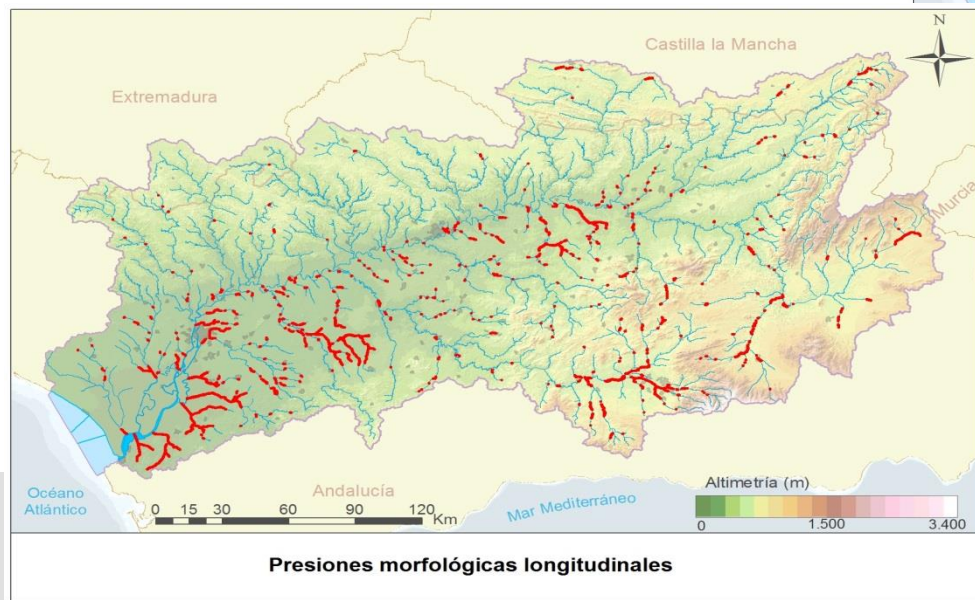 N
Castilla la Mancha
Extremadura
Murcia
Altimetría (m)
Andalucía
Océano
Atlántico
Mar Mediterráneo
0 15 30 60 90 120
Km
0 1.500 3.400
Presiones morfológicas longitudinales